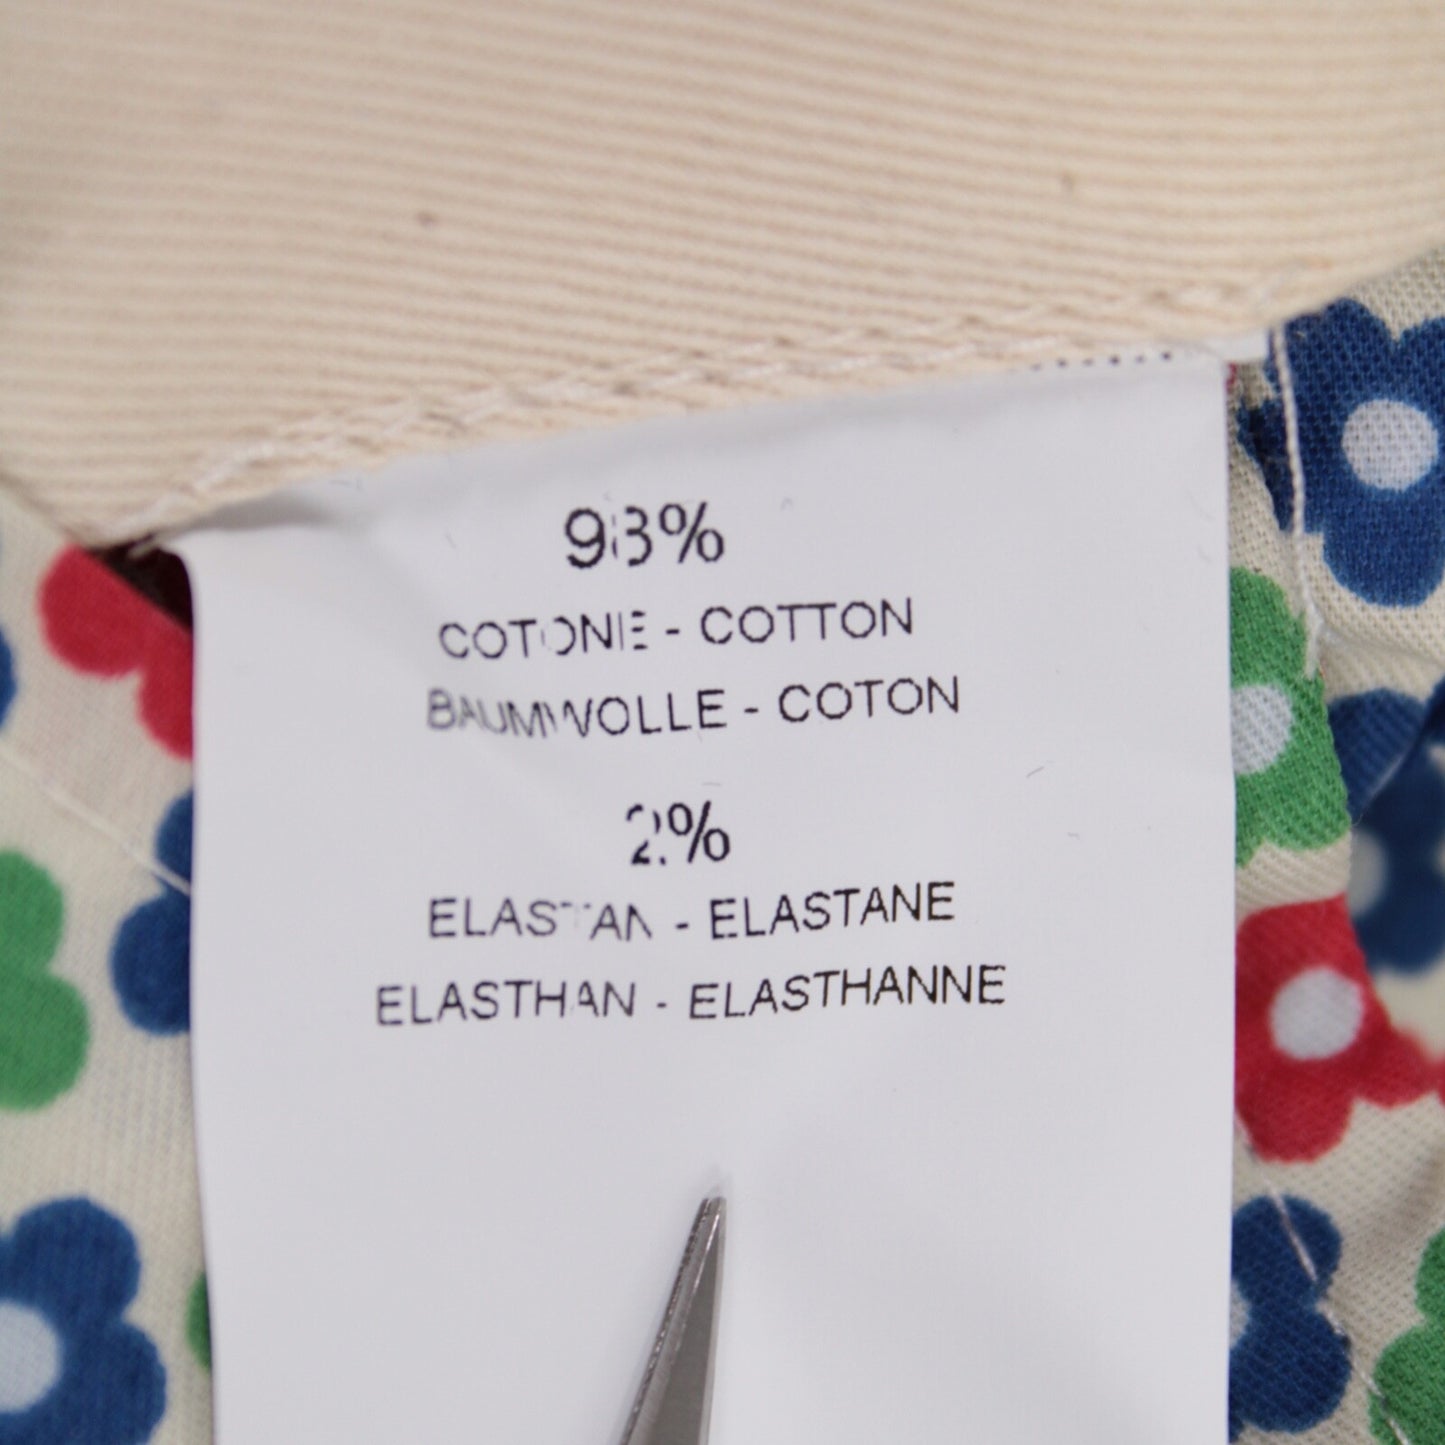 98%
COTONE - COTTON
BAUMWOLLE - COTON
2%
ELASTAN - ELASTANE
ELASTHAN - ELASTHANNE